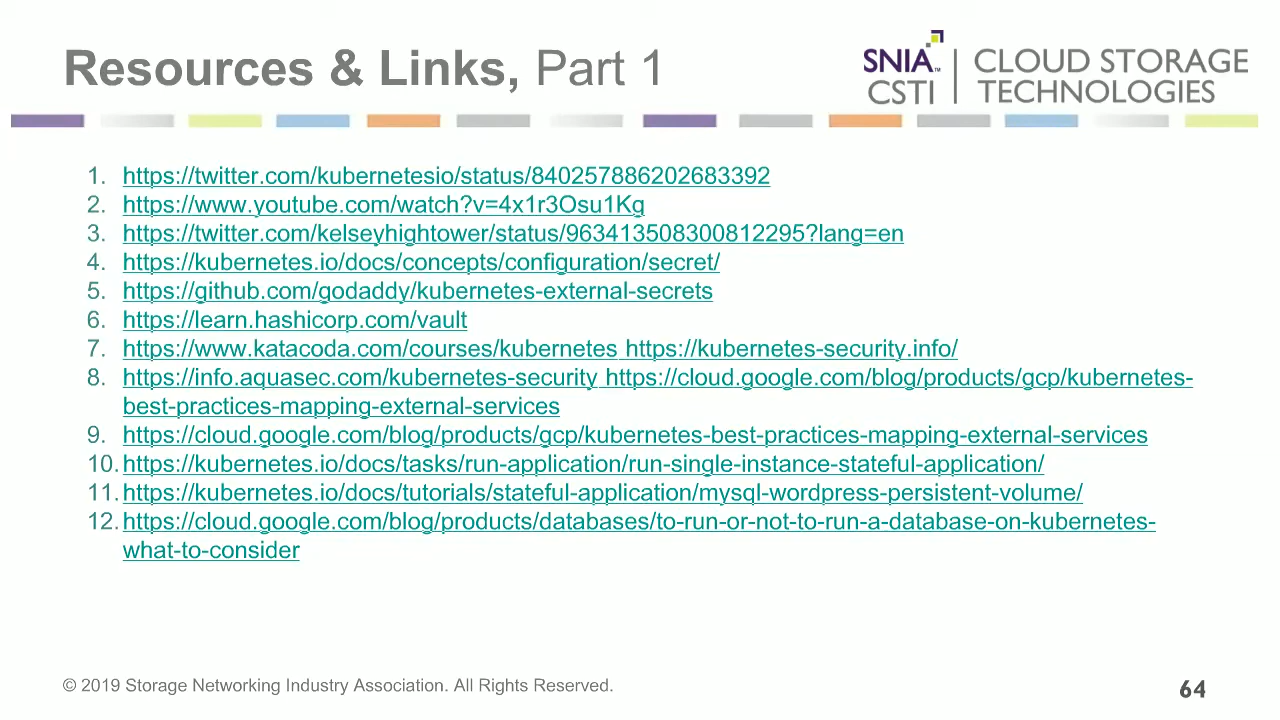 Resources & Links, Part 1
SNIA™ CSTI | CLOUD STORAGE TECHNOLOGIES
1. https://twitter.com/kubernetesio/status/840257886202683392
2. https://www.youtube.com/watch?v=4x1r3Osu1Kg
3. https://twitter.com/kelseyhightower/status/963413508300812295?lang=en
4. https://kubernetes.io/docs/concepts/configuration/secret/
5. https://github.com/godaddy/kubernetes-external-secrets
6. https://learn.hashicorp.com/vault
7. https://www.katacoda.com/courses/kubernetes https://kubernetes-security.info/
8. https://info.aquasec.com/kubernetes-security https://cloud.google.com/blog/products/gcp/kubernetes-
best-practices-mapping-external-services
9. https://cloud.google.com/blog/products/gcp/kubernetes-best-practices-mapping-external-services
10. https://kubernetes.io/docs/tasks/run-application/run-single-instance-stateful-application/
11. https://kubernetes.io/docs/tutorials/stateful-application/mysql-wordpress-persistent-volume/
12. https://cloud.google.com/blog/products/databases/to-run-or-not-to-run-a-database-on-kubernetes-
what-to-consider
© 2019 Storage Networking Industry Association. All Rights Reserved.
64